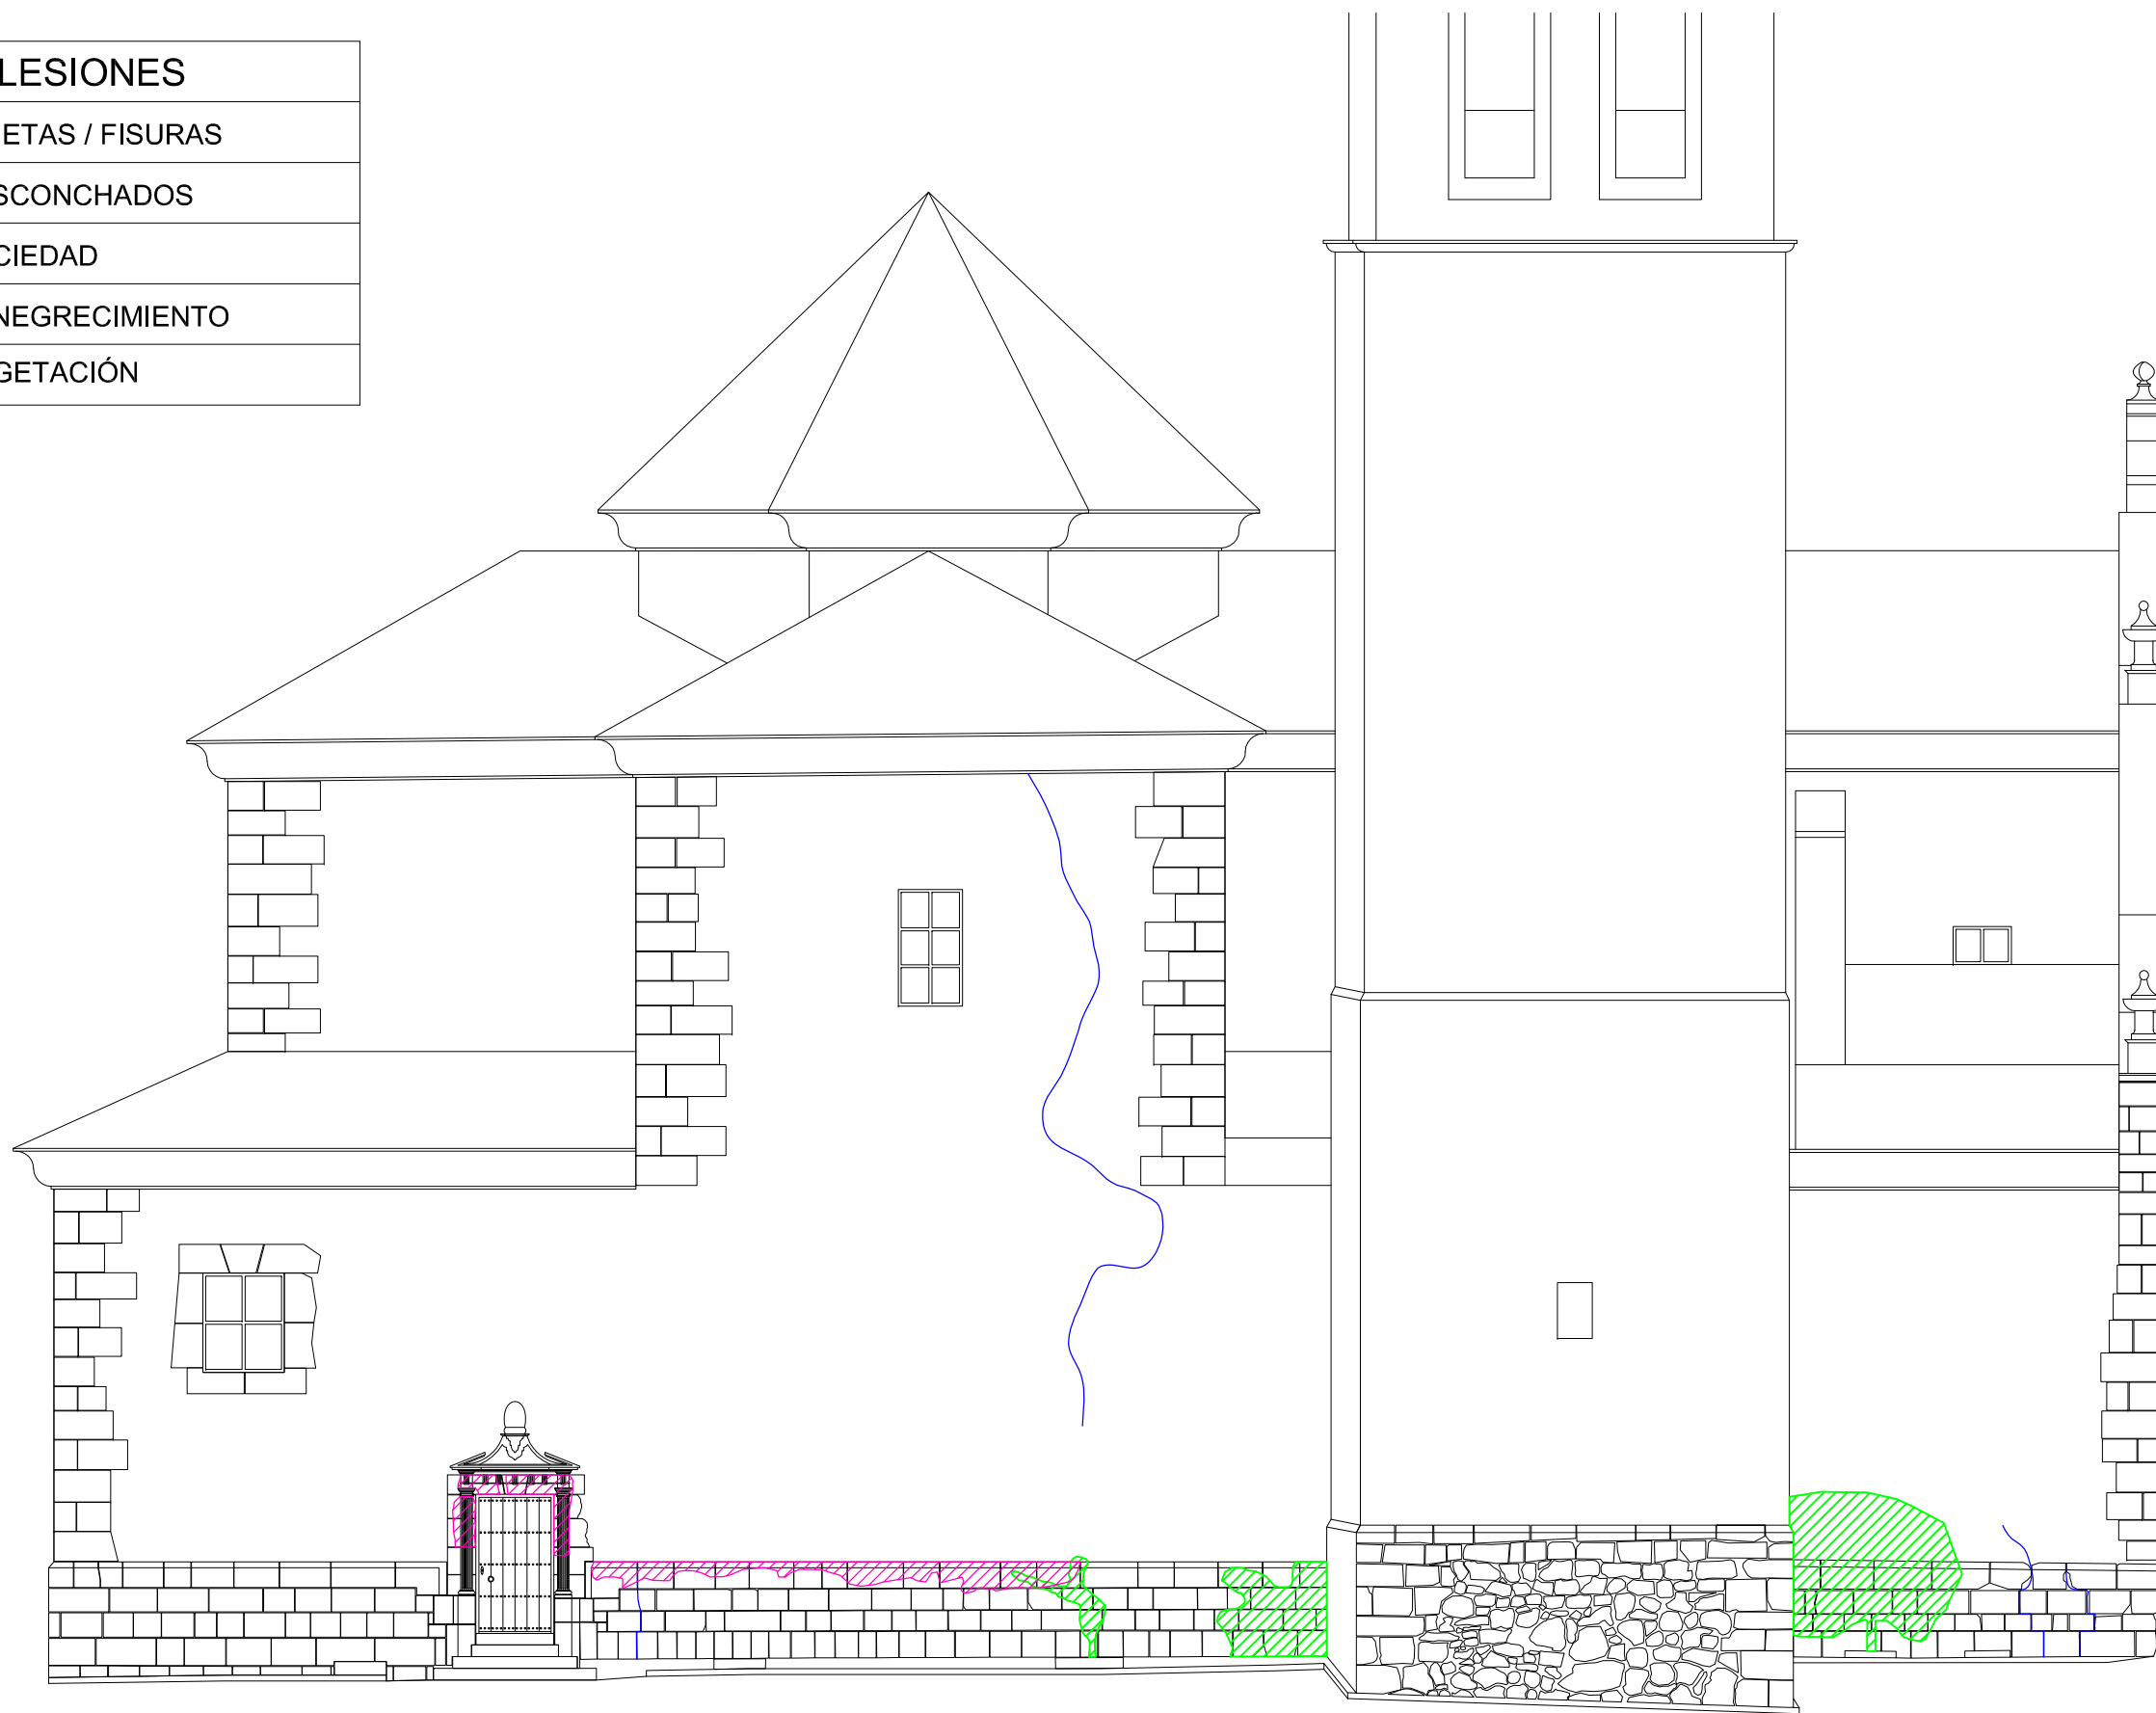 LESIONES
ETAS / FISURAS
SCONCHADOS
CIEDAD
NEGRECIMIENTO
GETACIÓN